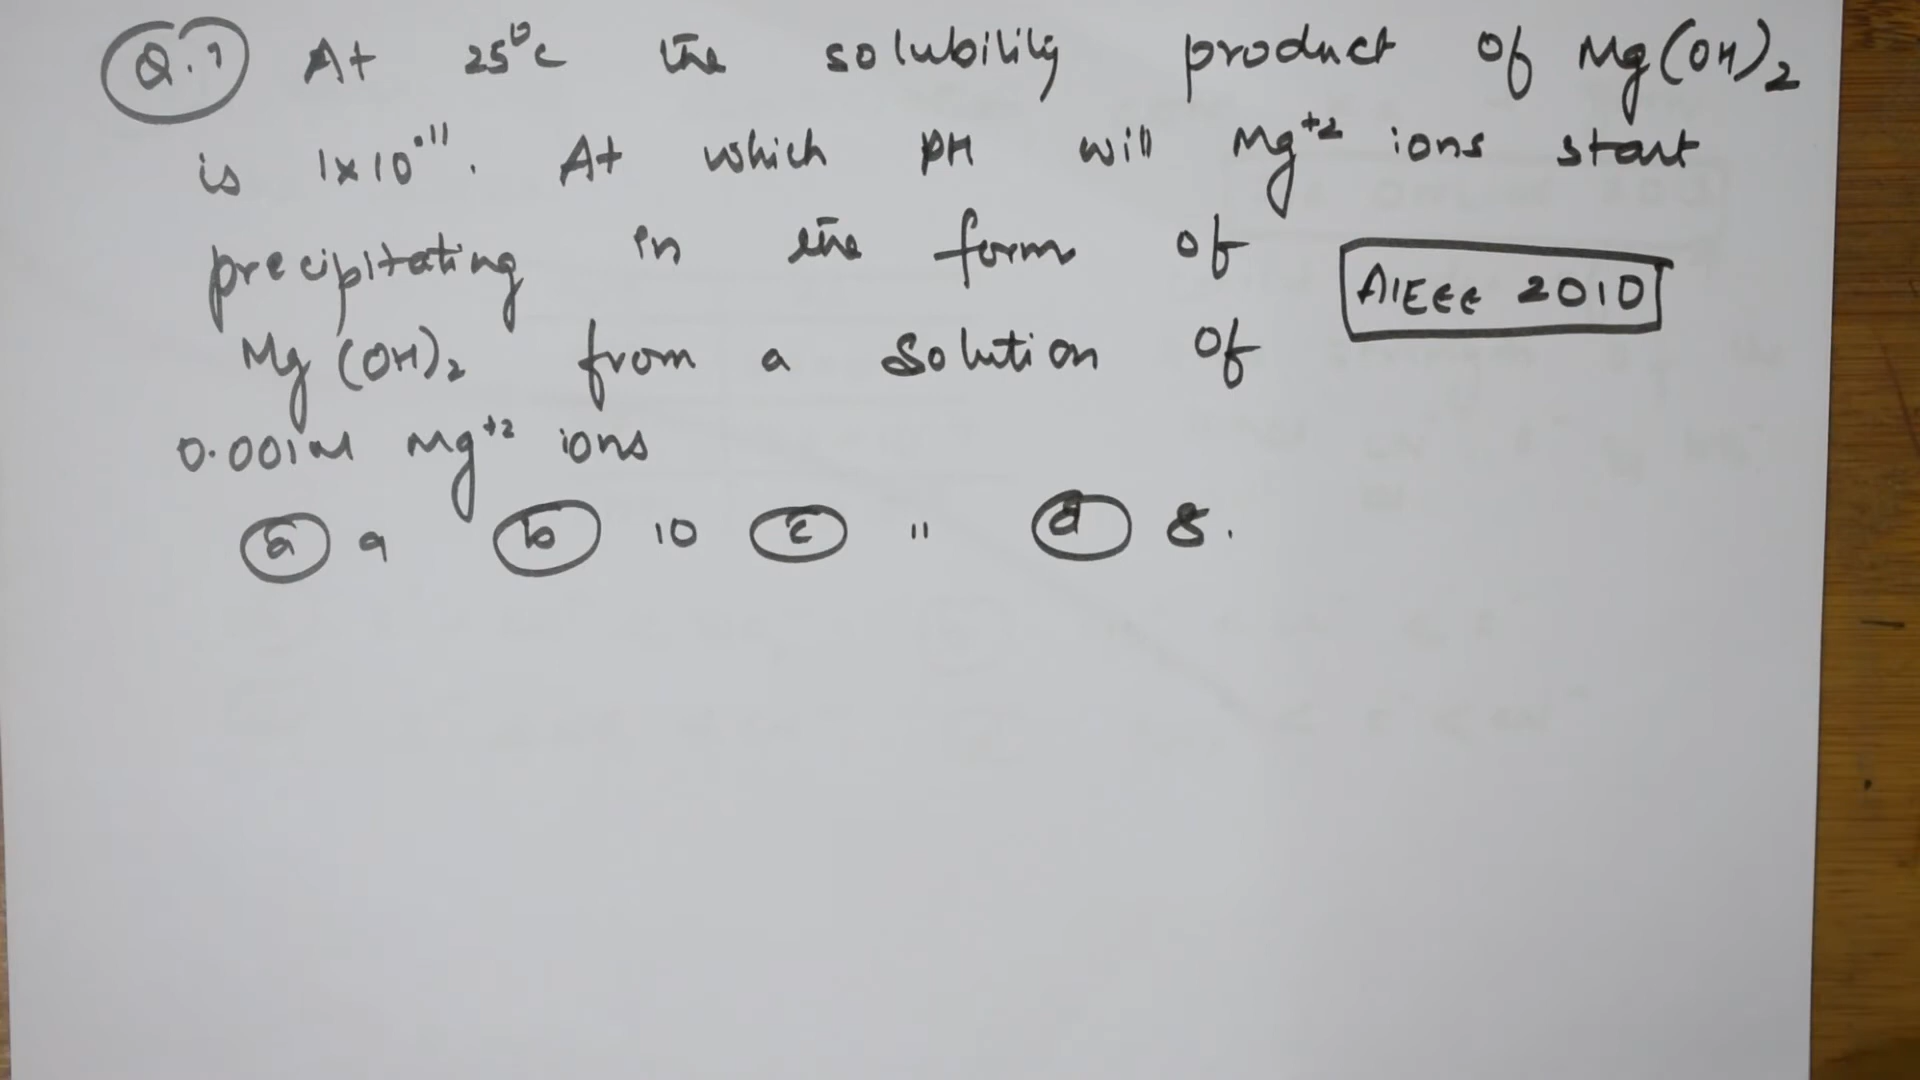 Q.1 At 25°C the solubility product of Mg(OH)2
is 1x10^-11. At which pH will Mg+2 ions start
precipitating in the form of
AIEEE 2010
Mg(OH)2 from a solution of
0.001M Mg+2 ions
a 9 b 10 c 11 d 8.